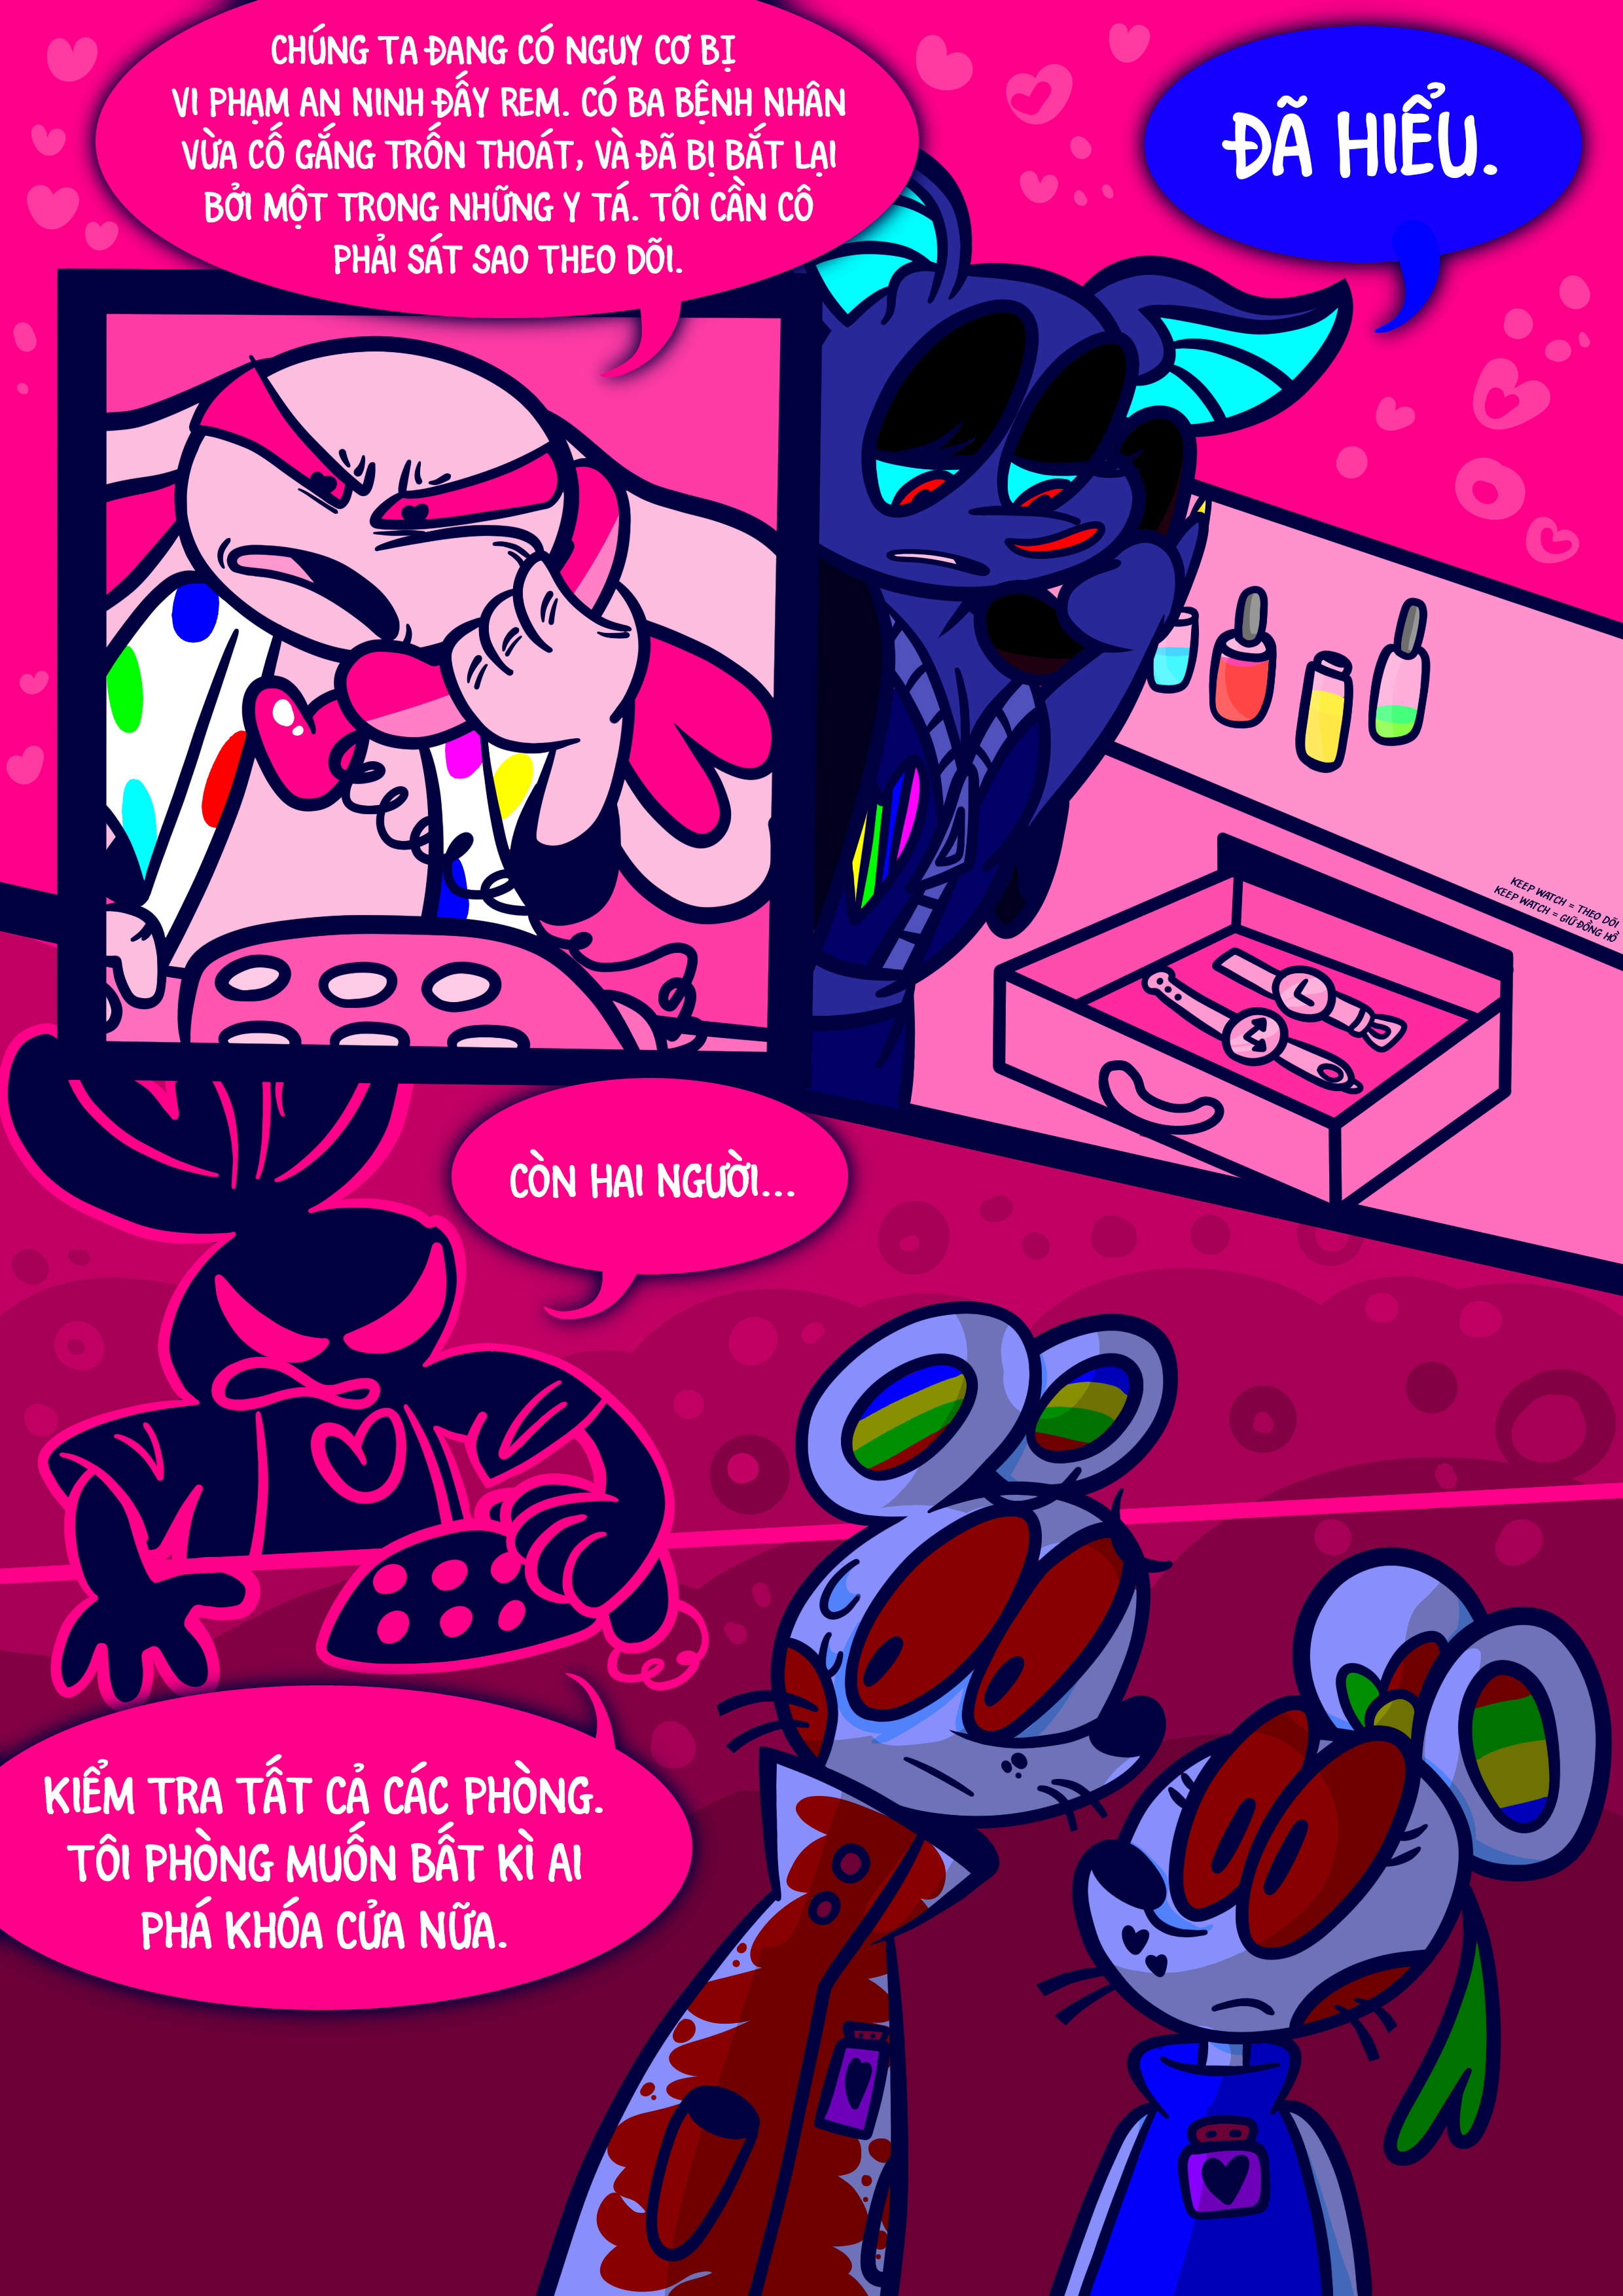 CHÚNG TA ĐANG CÓ NGUY CƠ BỊ
VI PHẠM AN NINH ĐẤY REM. CÓ BA BỆNH NHÂN
VỪA CỐ GẮNG TRỐN THOÁT, VÀ ĐÃ BỊ BẮT LẠI
BỞI MỘT TRONG NHỮNG Y TÁ. TÔI CẦN CÔ
PHẢI SÁT SAO THEO DÕI.
ĐÃ HIỂU.
KEEP WATCH = THEO DÕI
KEEP WATCH = GIỮ ĐỒNG HỒ
CÒN HAI NGƯỜI...
KIỂM TRA TẤT CẢ CÁC PHÒNG.
TÔI PHÒNG MUỐN BẤT KÌ AI
PHÁ KHÓA CỬA NỮA.